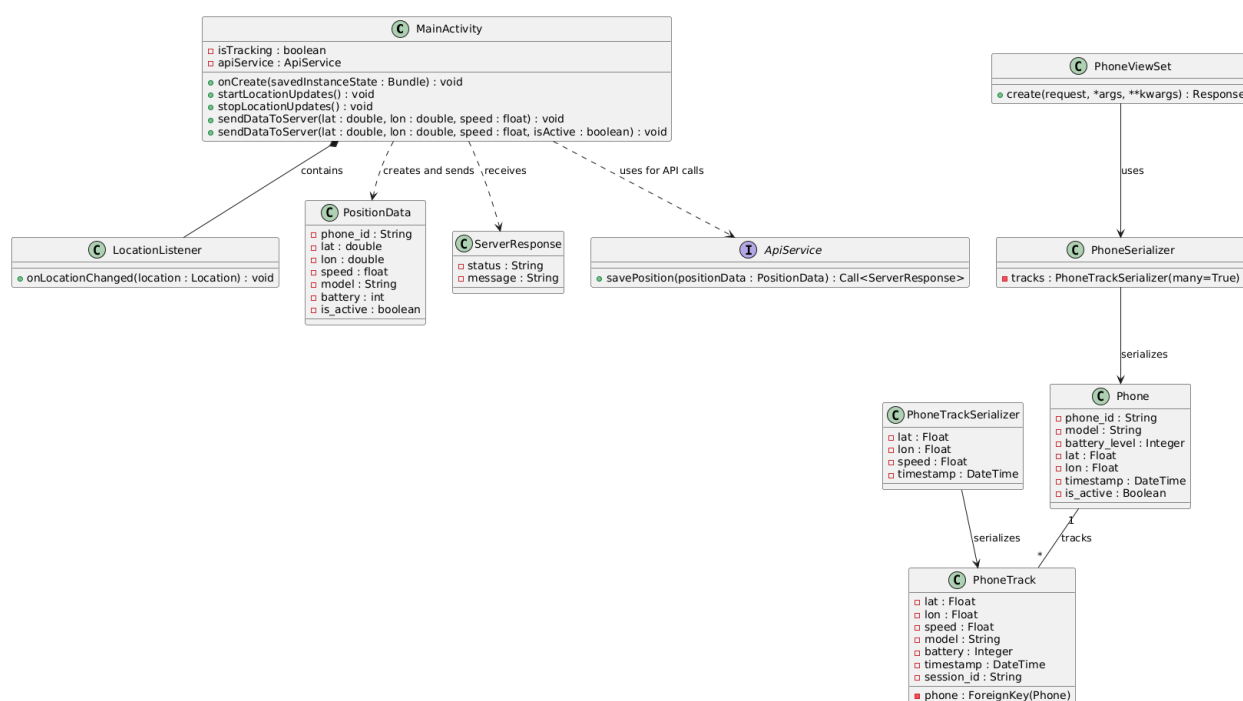 C MainActivity
isTracking : boolean
apiService : ApiService
onCreate(savedInstanceState : Bundle) : void
startLocationUpdates() : void
stopLocationUpdates() : void
sendDataToServer(lat : double, lon : double, speed : float) : void
sendDataToServer(lat : double, lon : double, speed : float, isActive : boolean) : void
C PhoneViewSet
create(request, *args, **kwargs) : Response
contains
creates and sends
receives
uses for API calls
uses
C LocationListener
onLocationChanged(location : Location) : void
C PositionData
phone_id : String
lat : double
lon : double
speed : float
model : String
battery : int
is_active : boolean
C ServerResponse
status : String
message : String
I ApiService
savePosition(positionData : PositionData) : Call<ServerResponse>
C PhoneSerializer
tracks : PhoneTrackSerializer(many=True)
serializes
C PhoneTrackSerializer
lat : Float
lon : Float
speed : Float
timestamp : DateTime
C Phone
phone_id : String
model : String
battery_level : Integer
lat : Float
lon : Float
timestamp : DateTime
is_active : Boolean
serializes
1
tracks
*
C PhoneTrack
lat : Float
lon : Float
speed : Float
model : String
battery : Integer
timestamp : DateTime
session_id : String
phone : ForeignKey(Phone)